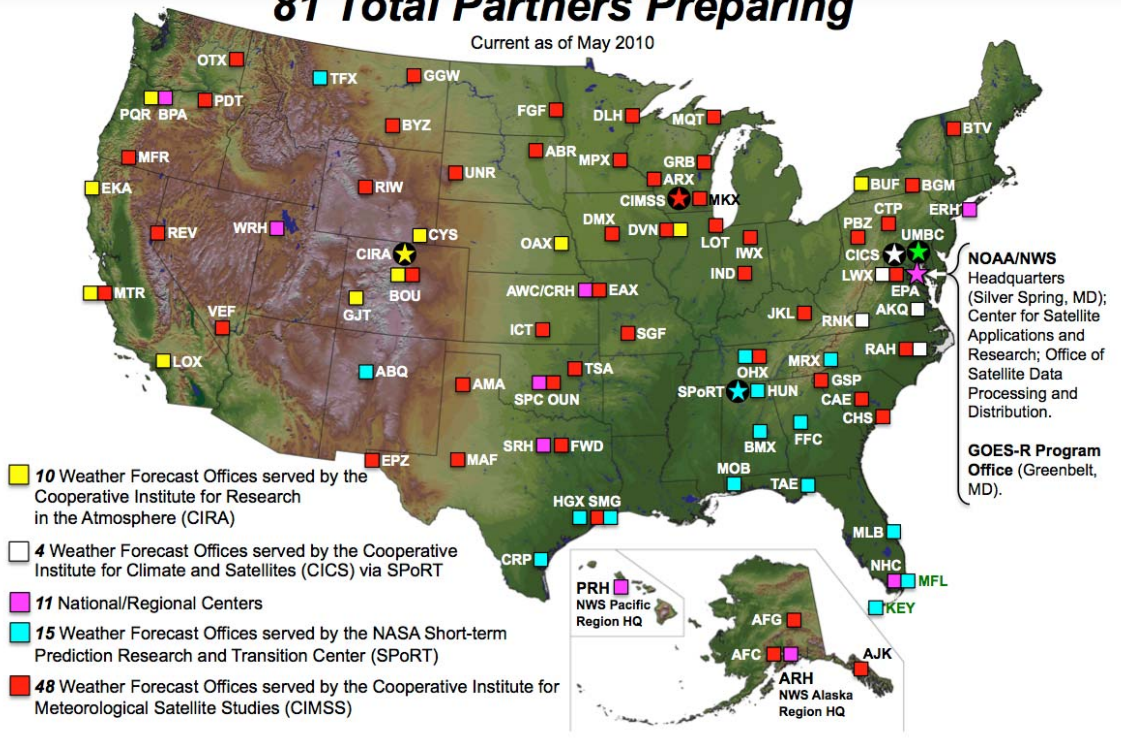 81 Total Partners Preparing
Current as of May 2010
OTX
TFX
GGW
PQR BPA
PDT
BYZ
FGF
DLH
MQT
BTV
MFR
ABR
MPX
GRB
EKA
UNR
ARX
RIW
BUF
BGM
CIMSS
MKX
ERH
REV
WRH
CYS
DMX
DVN
CTP
PBZ
UMBC
OAX
LOT
IWX
CIRA
CICS
BOU
IND
LWX
EPA
MTR
GJT
AWC/CRH
EAX
AKQ
VEF
ICT
SGF
JKL
RNK
LOX
ABQ
TSA
OHX
MRX
RAH
AMA
SPC OUN
SPoRT
HUN
GSP
CAE
CHS
SRH
FWD
BMX
FFC
EPZ
MAF
MOB
TAE
HGX SMG
MLB
CRP
NHC
MFL
KEY
NOAA/NWS
Headquarters
(Silver Spring, MD);
Center for Satellite
Applications and
Research; Office of
Satellite Data
Processing and
Distribution.
GOES-R Program
Office (Greenbelt,
MD).
10 Weather Forecast Offices served by the
Cooperative Institute for Research
in the Atmosphere (CIRA)
4 Weather Forecast Offices served by the Cooperative
Institute for Climate and Satellites (CICS) via SPoRT
11 National/Regional Centers
15 Weather Forecast Offices served by the NASA Short-term
Prediction Research and Transition Center (SPoRT)
48 Weather Forecast Offices served by the Cooperative Institute for
Meteorological Satellite Studies (CIMSS)
PRH
NWS Pacific
Region HQ
AFG
AFC
AJK
ARH
NWS Alaska
Region HQ